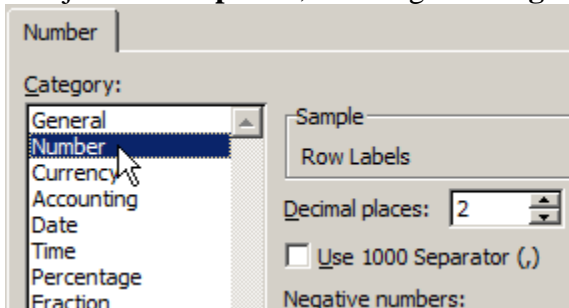 Number
Category:
General
Number
Currency
Accounting
Date
Time
Percentage
Fraction
Sample
Row Labels
Decimal places: 2
Use 1000 Separator (,)
Negative numbers: